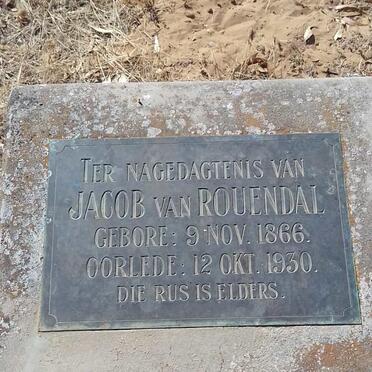 TER NAGEDAGTENIS VAN
JACOB VAN ROUENDAL
GEBORE: 9 NOV. 1866.
OORLEDE: 12 OKT. 1930.
DIE RUS IS ELDERS.